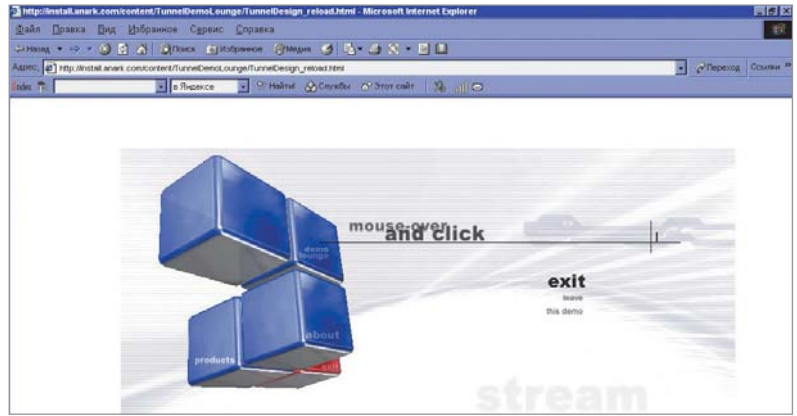 http://install.anark.com/content/TunnelDemoLounge/TunnelDesign_reload.html - Microsoft Internet Explorer
Файл Правка Вид Избранное Сервис Справка
Назад Поиск Избранное Медиа
Адрес: http://install.anark.com/content/TunnelDemoLounge/TunnelDesign_reload.html Переход Ссылки »
в Яндексе Найти! Службы Этот сайт
mouse-over
and click
demo
lounge
exit
leave
this demo
about
products
exit
stream